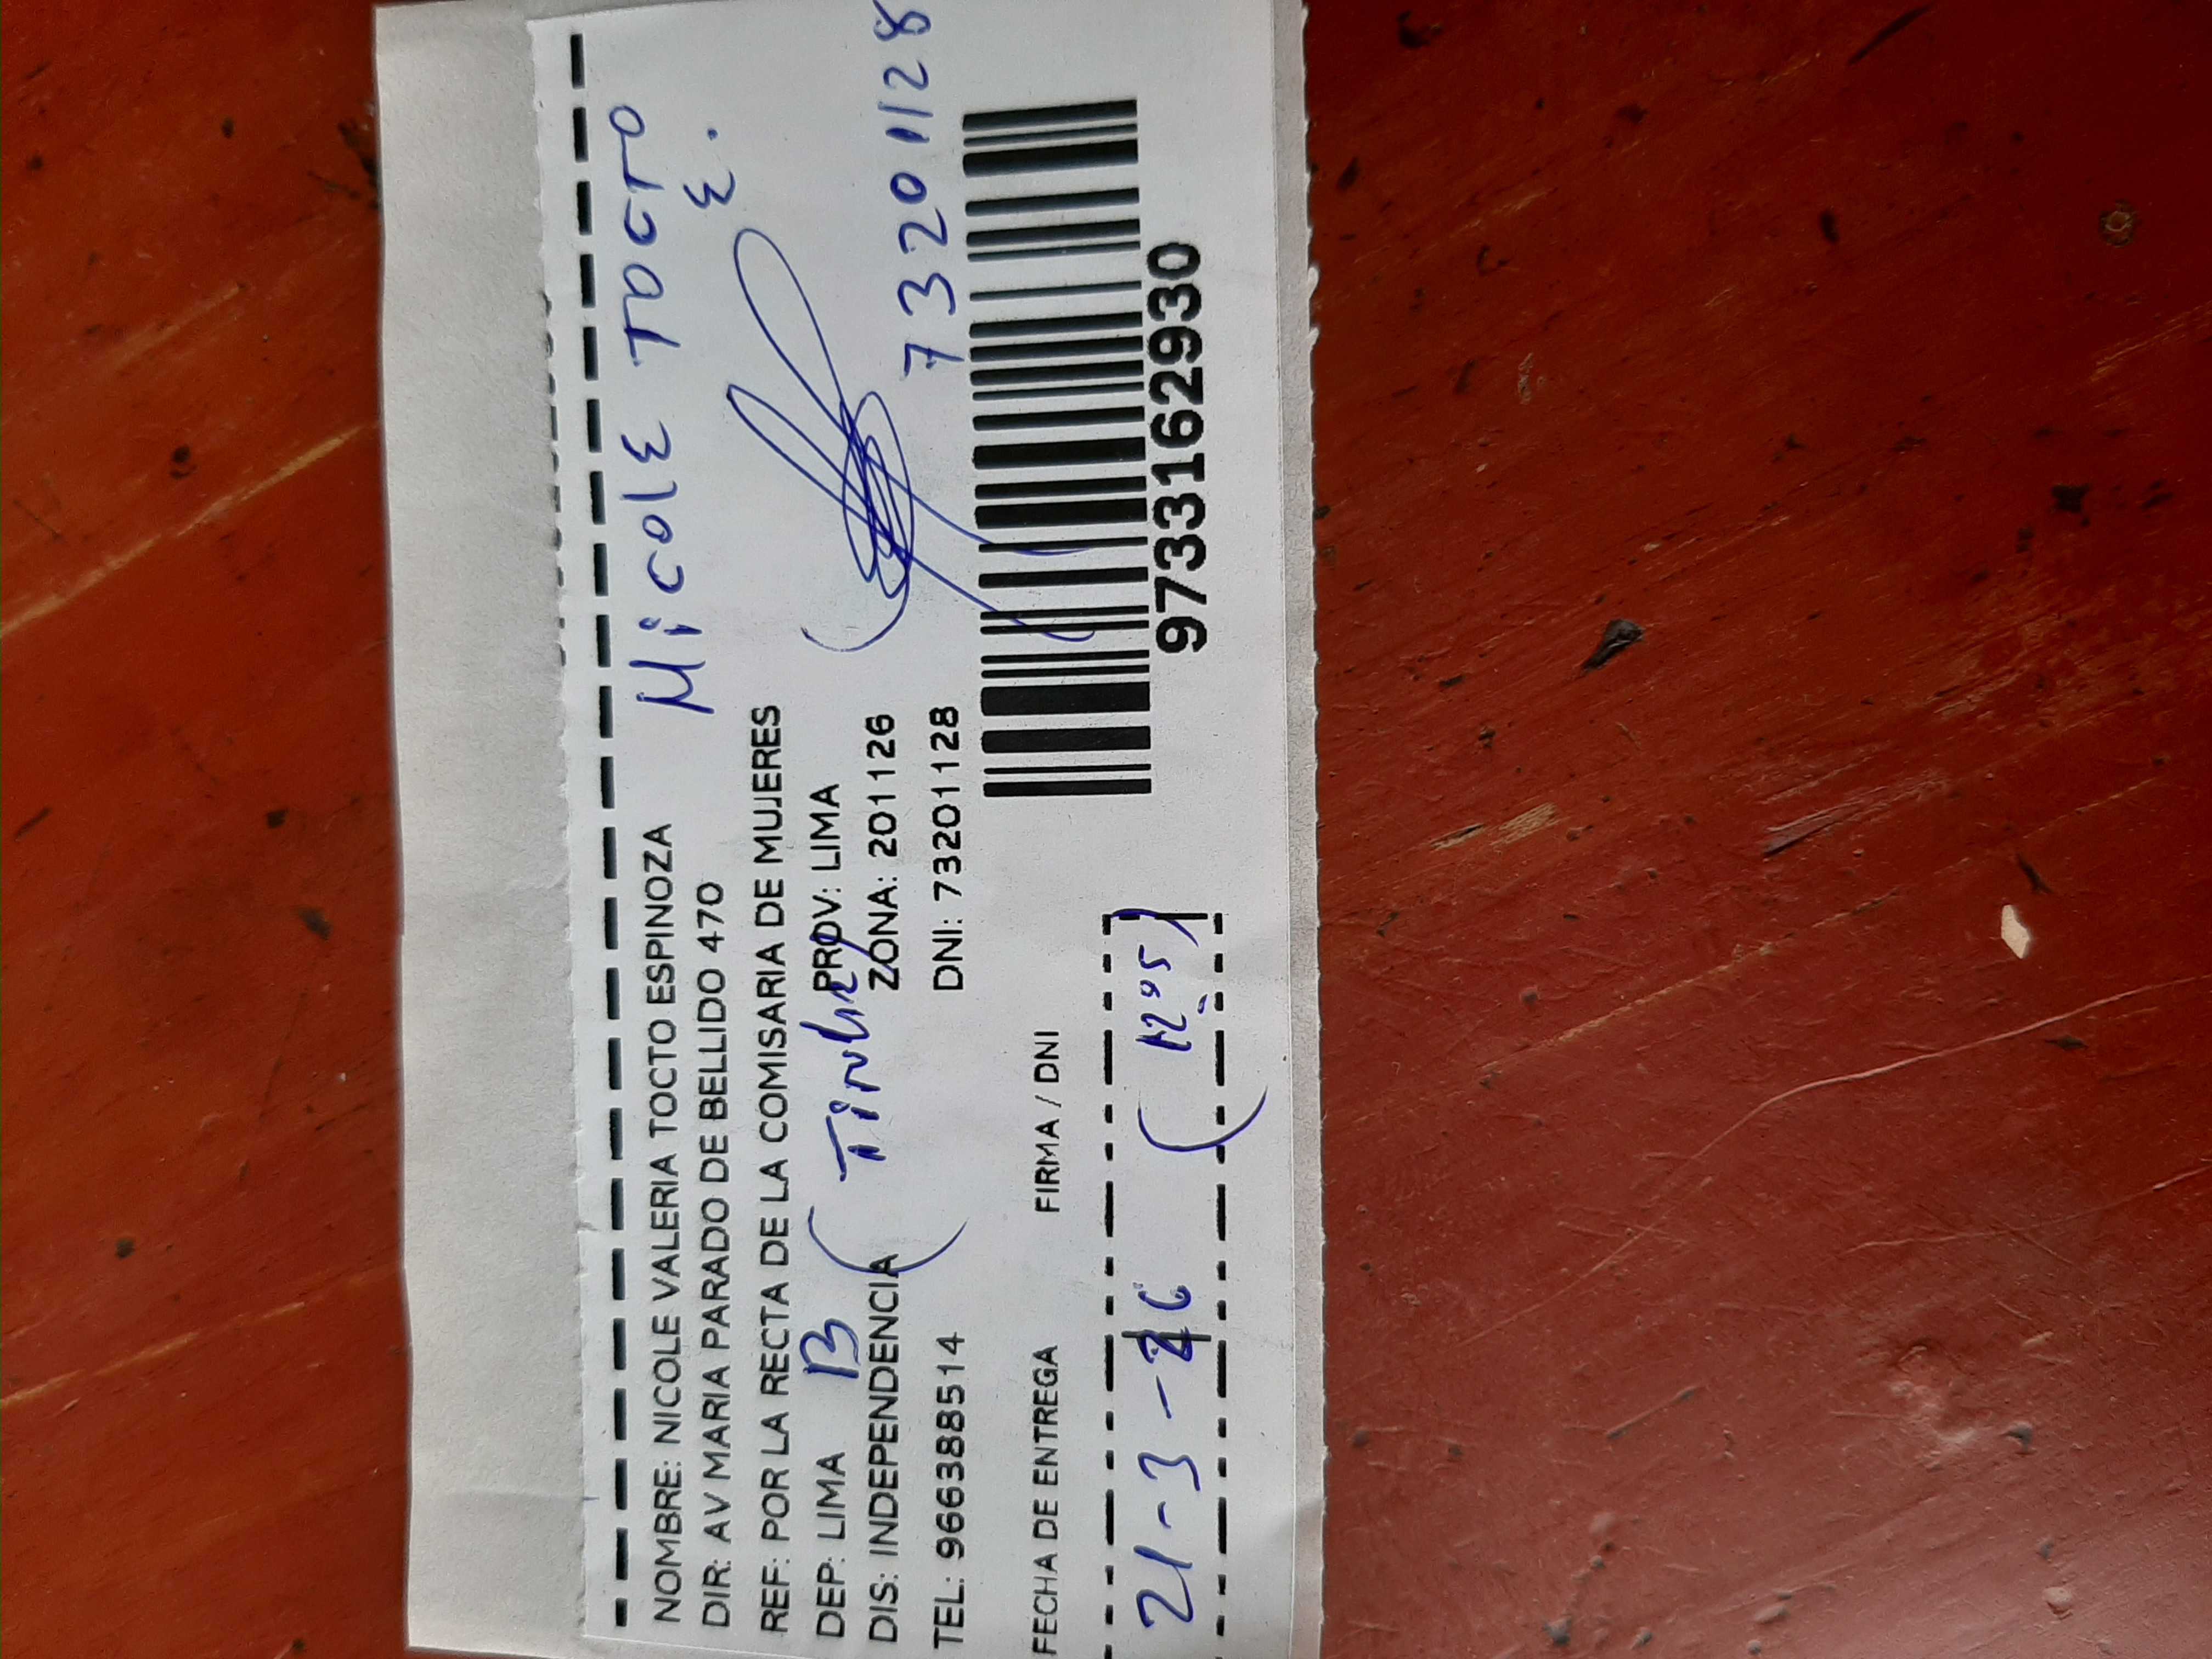 NOMBRE: NICOLE VALERIA TOCTO ESPINOZA
Nicole TOCTO
E.
DIR: AV MARIA PARADO DE BELLIDO 470
REF: POR LA RECTA DE LA COMISARIA DE MUJERES
DEP: LIMA
B
PROV: LIMA
DIS: INDEPENDENCIA
ZONA: 201126
TEL: 966388514
DNI: 73201128
73201128
9733162930
FECHA DE ENTREGA
FIRMA / DNI
21-3-26